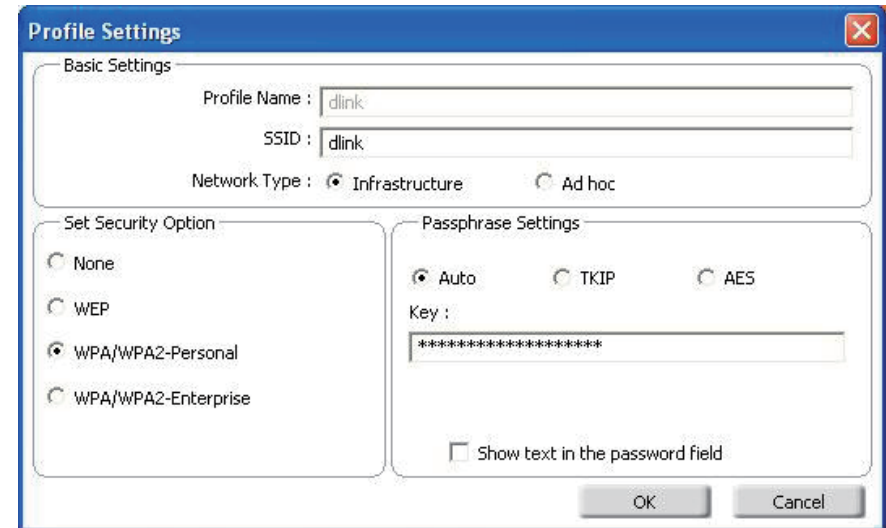 Profile Settings
Basic Settings
Profile Name : dlink
SSID : dlink
Network Type : Infrastructure Ad hoc
Set Security Option
None
WEP
WPA/WPA2-Personal
WPA/WPA2-Enterprise
Passphrase Settings
Auto TKIP AES
Key :
*******************
Show text in the password field
OK Cancel